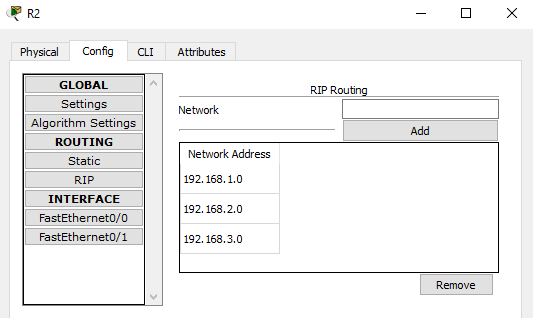 R2
Physical Config CLI Attributes
GLOBAL
Settings
Algorithm Settings
ROUTING
Static
RIP
INTERFACE
FastEthernet0/0
FastEthernet0/1
RIP Routing
Network
Add
Network Address
192.168.1.0
192.168.2.0
192.168.3.0
Remove